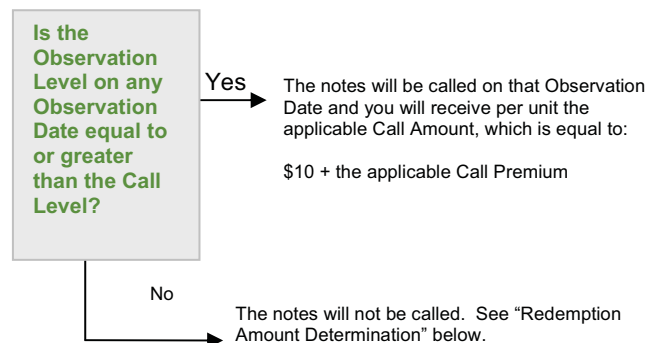 Is the
Observation
Level on any
Observation
Date equal to
or greater
than the Call
Level?
Yes
The notes will be called on that Observation
Date and you will receive per unit the
applicable Call Amount, which is equal to:
$10 + the applicable Call Premium
No
The notes will not be called. See “Redemption
Amount Determination” below.